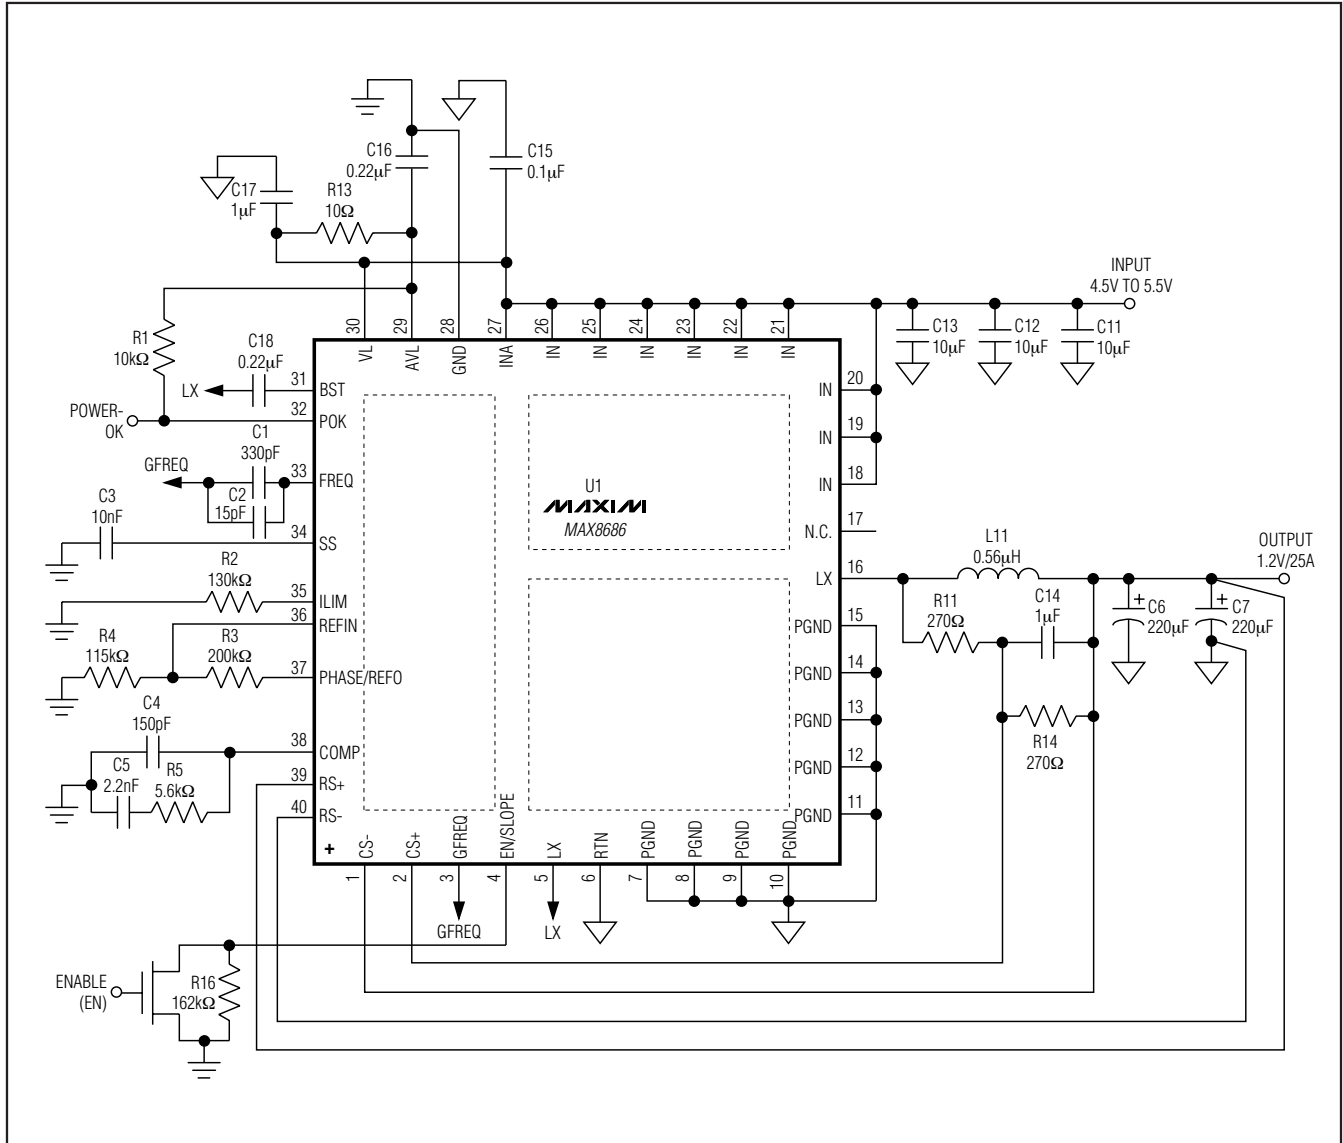 C16
0.22µF
C15
0.1µF
C17
1µF
R13
10Ω
INPUT
4.5V TO 5.5V
R1
10kΩ
C18
0.22µF
LX
POWER-
OK
C13
10µF
C12
10µF
C11
10µF
30
29
28
27
26
25
24
23
22
21
VL
AVL
GND
INA
IN
IN
IN
IN
IN
IN
31
BST
32
POK
C1
330pF
GFREQ
33
FREQ
C2
15pF
C3
10nF
34
SS
R2
130kΩ
35
ILIM
36
REFIN
R4
115kΩ
R3
200kΩ
37
PHASE/REFO
C4
150pF
38
COMP
C5
2.2nF
R5
5.6kΩ
39
RS+
40
RS-
+
U1
MAXIM
MAX8686
IN
20
IN
19
IN
18
N.C.
17
LX
16
PGND
15
PGND
14
PGND
13
PGND
12
PGND
11
L11
0.56µH
OUTPUT
1.2V/25A
R11
270Ω
C14
1µF
+
C6
220µF
+
C7
220µF
R14
270Ω
CS-
CS+
GFREQ
EN/SLOPE
LX
RTN
PGND
PGND
PGND
PGND
1
2
3
4
5
6
7
8
9
10
GFREQ
LX
ENABLE
(EN)
R16
162kΩ